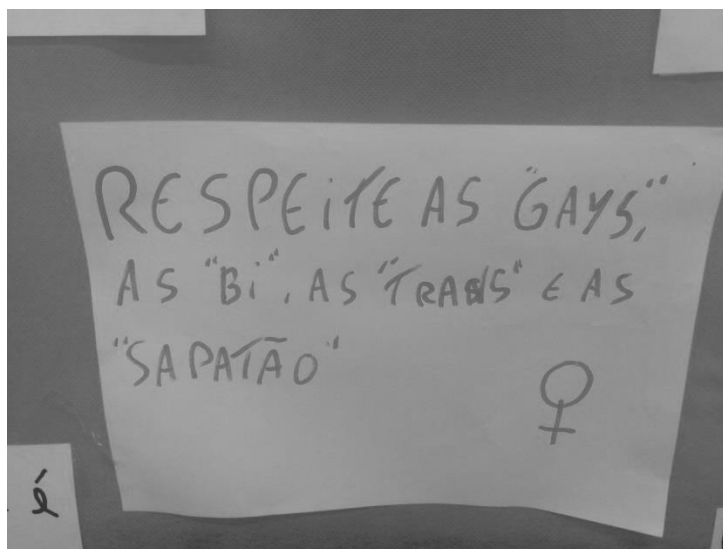 RESPEITE AS "GAYS,"
AS "Bi", AS "TRANS" E AS
"SAPATÃO"
é